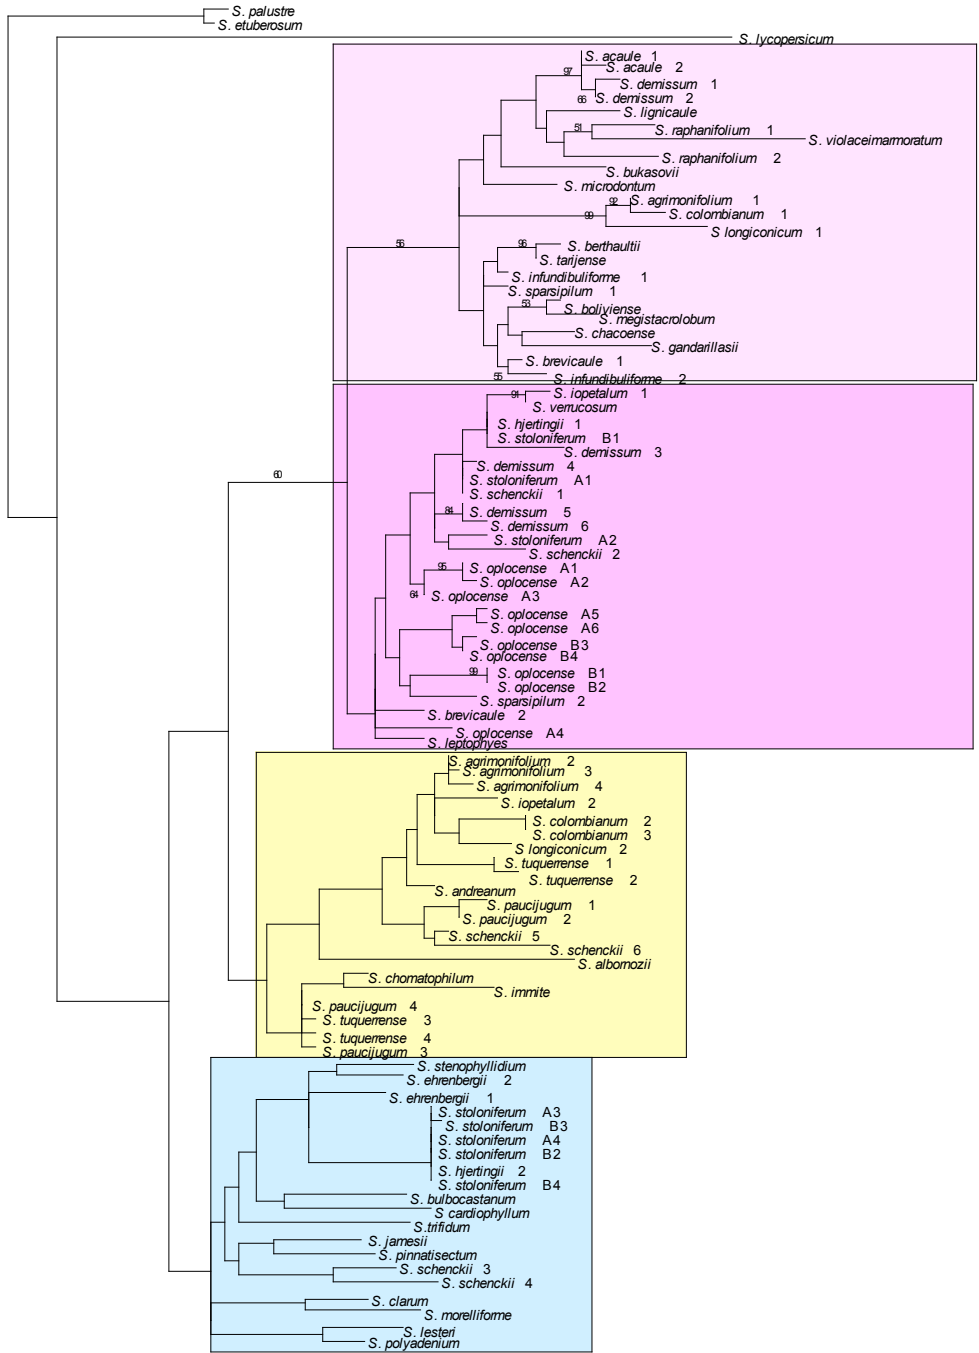 S. palustre
S. etuberosum
S. lycopersicum
S. acaule 1
97
S. acaule 2
S. demissum 1
66
S. demissum 2
S. lignicaule
51
S. raphanifolium 1
S. violaceimarmoratum
S. raphanifolium 2
S. bukasovii
S. microdontum
92
S. agrimonifolium 1
99
S. colombianum 1
S longiconicum 1
56
96
S. berthaultii
S. tarijense
S. infundibuliforme 1
S. sparsipilum 1
53
S. boliviense
S. megistacrolobum
S. chacoense
S. gandarillasii
S. brevicaule 1
55
S. infundibuliforme 2
91
S. iopetalum 1
S. verrucosum
S. hjertingii 1
S. stoloniferum B1
S. demissum 3
S. demissum 4
60
S. stoloniferum A1
S. schenckii 1
84
S. demissum 5
S. demissum 6
S. stoloniferum A2
S. schenckii 2
95
S. oplocense A1
S. oplocense A2
64
S. oplocense A3
S. oplocense A5
S. oplocense A6
S. oplocense B3
S. oplocense B4
99
S. oplocense B1
S. oplocense B2
S. sparsipilum 2
S. brevicaule 2
S. oplocense A4
S. leptophyes
S. agrimonifolium 2
S. agrimonifolium 3
S. agrimonifolium 4
S. iopetalum 2
S. colombianum 2
S. colombianum 3
S longiconicum 2
S. tuquerrense 1
S. tuquerrense 2
S. andreanum
S. paucijugum 1
S. paucijugum 2
S. schenckii 5
S. schenckii 6
S. albornozii
S. chomatophilum
S. immite
S. paucijugum 4
S. tuquerrense 3
S. tuquerrense 4
S. paucijugum 3
S. stenophyllidium
S. ehrenbergii 2
S. ehrenbergii 1
S. stoloniferum A3
S. stoloniferum B3
S. stoloniferum A4
S. stoloniferum B2
S. hjertingii 2
S. stoloniferum B4
S. bulbocastanum
S cardiophyllum
S.trifidum
S. jamesii
S. pinnatisectum
S. schenckii 3
S. schenckii 4
S. clarum
S. morelliforme
S. lesteri
S. polyadenium